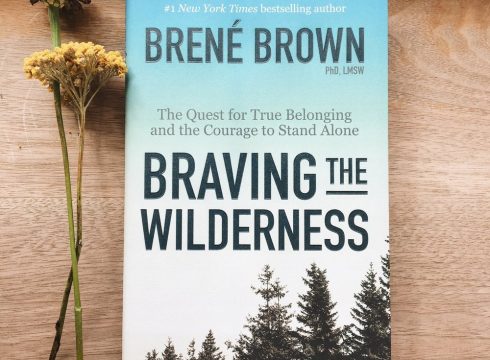 #1 New York Times bestselling author
BRENÉ BROWN
PhD, LMSW
The Quest for True Belonging
and the Courage to Stand Alone
BRAVING THE
WILDERNESS